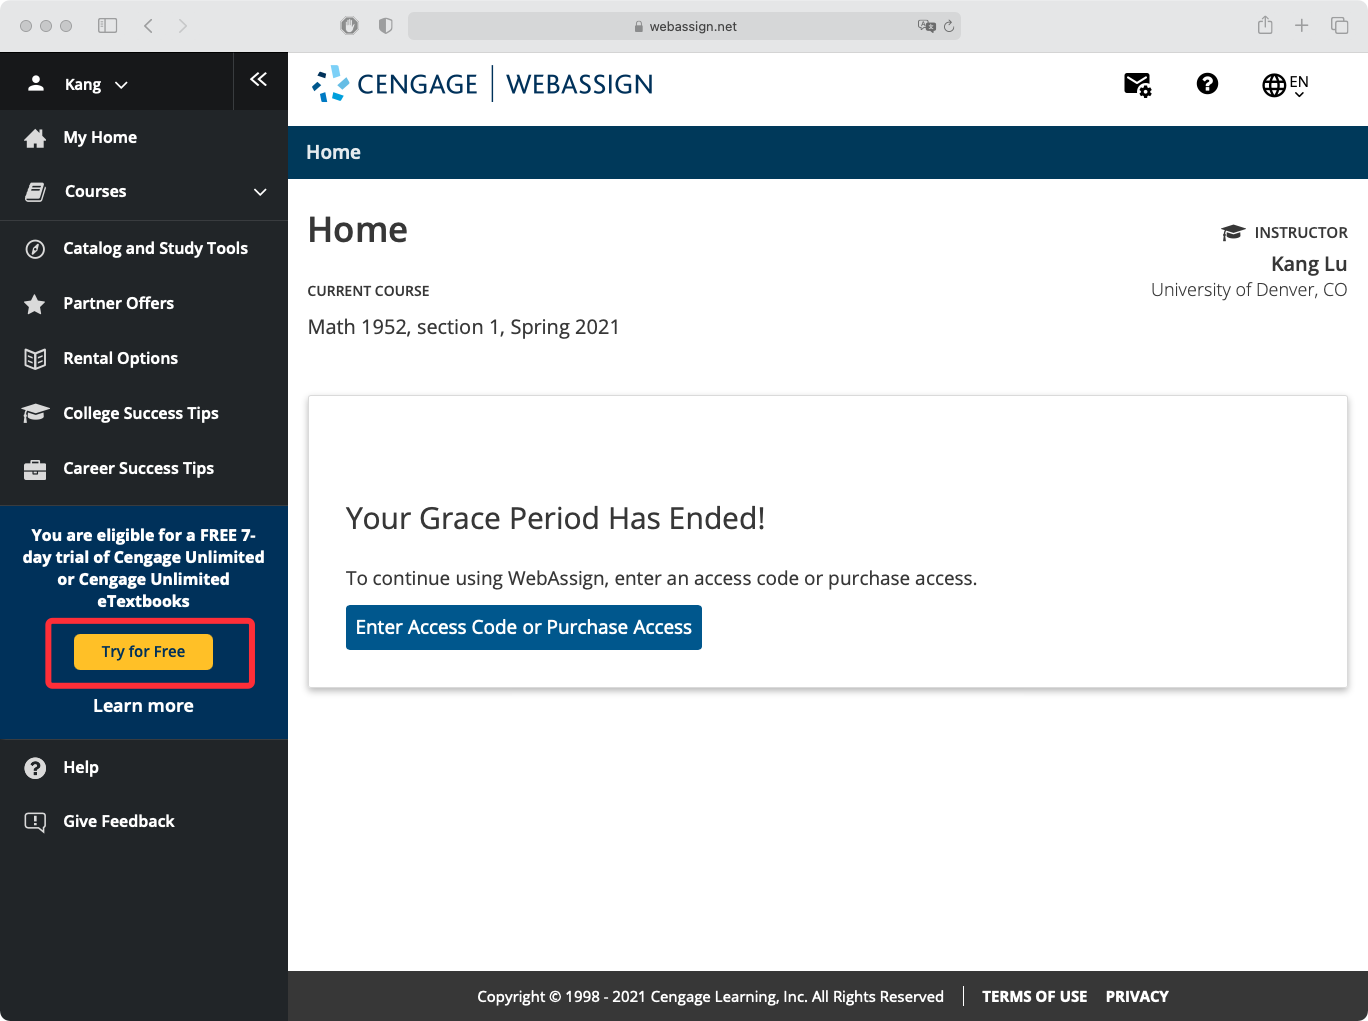 webassign.net
Kang
CENGAGE | WEBASSIGN
EN
My Home
Home
Courses
Home
INSTRUCTOR
Kang Lu
University of Denver, CO
CURRENT COURSE
Math 1952, section 1, Spring 2021
Catalog and Study Tools
Partner Offers
Rental Options
College Success Tips
Career Success Tips
You are eligible for a FREE 7-
day trial of Cengage Unlimited
or Cengage Unlimited
eTextbooks
Try for Free
Learn more
Help
Give Feedback
Your Grace Period Has Ended!
To continue using WebAssign, enter an access code or purchase access.
Enter Access Code or Purchase Access
Copyright © 1998 - 2021 Cengage Learning, Inc. All Rights Reserved | TERMS OF USE PRIVACY